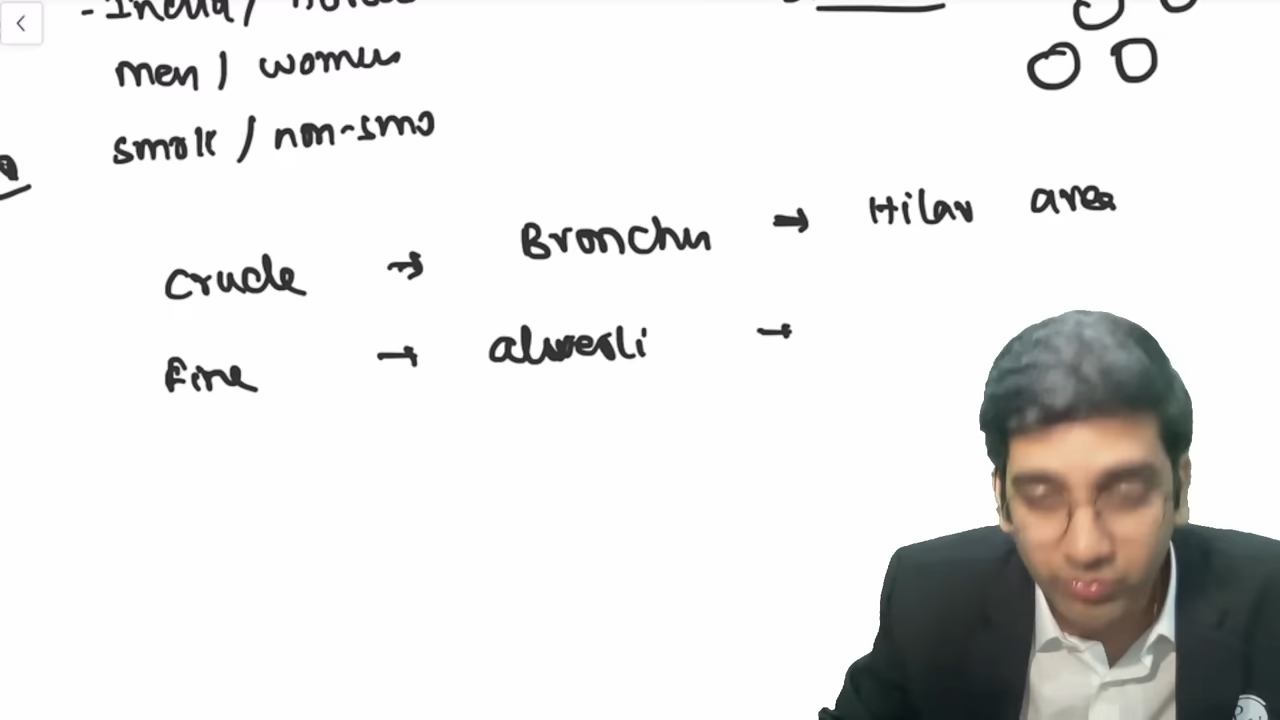 men / women
smok / non-smo
crude → Bronchu → Hilar area
Fine → alveoli →